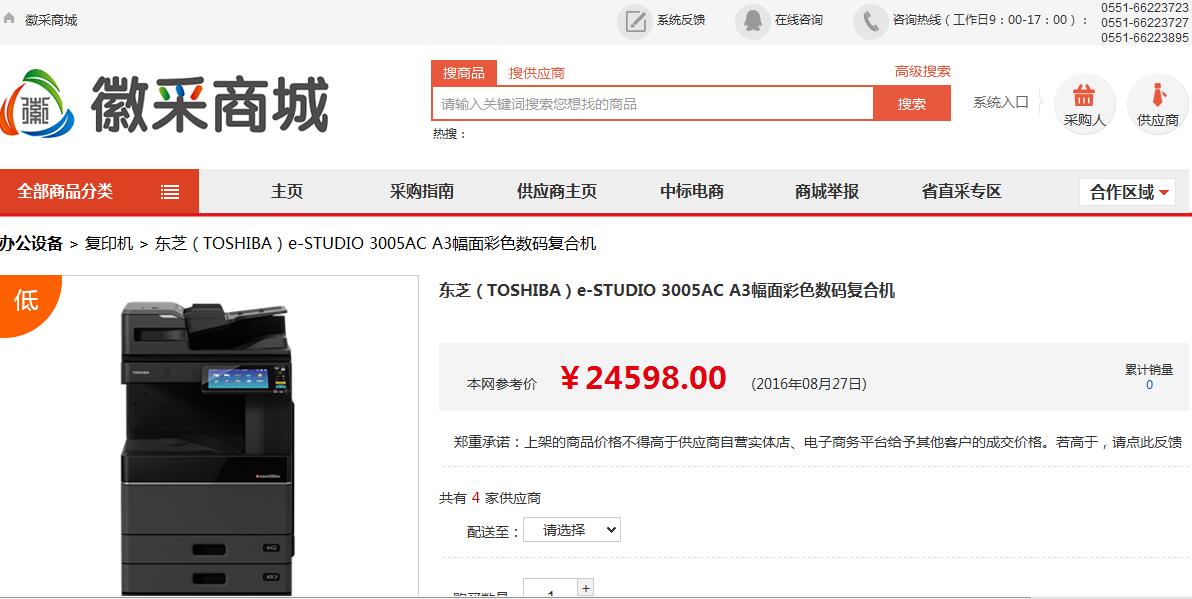 徽采商城
系统反馈
在线咨询
咨询热线（工作日9：00-17：00）：
0551-66223723
0551-66223727
0551-66223895
徽
徽采商城
搜商品
搜供应商
高级搜索
请输入关键词搜索您想找的商品
搜索
热搜：
系统入口
采购人
供应商
全部商品分类
主页
采购指南
供应商主页
中标电商
商城举报
省直采专区
合作区域
办公设备 > 复印机 > 东芝（TOSHIBA）e-STUDIO 3005AC A3幅面彩色数码复合机
低
TOSHIBA
东芝（TOSHIBA）e-STUDIO 3005AC A3幅面彩色数码复合机
本网参考价 ￥24598.00 (2016年08月27日)
累计销量
0
郑重承诺：上架的商品价格不得高于供应商自营实体店、电子商务平台给予其他客户的成交价格。若高于，请点此反馈
共有 4 家供应商
配送至： 请选择
购买数量 1 +